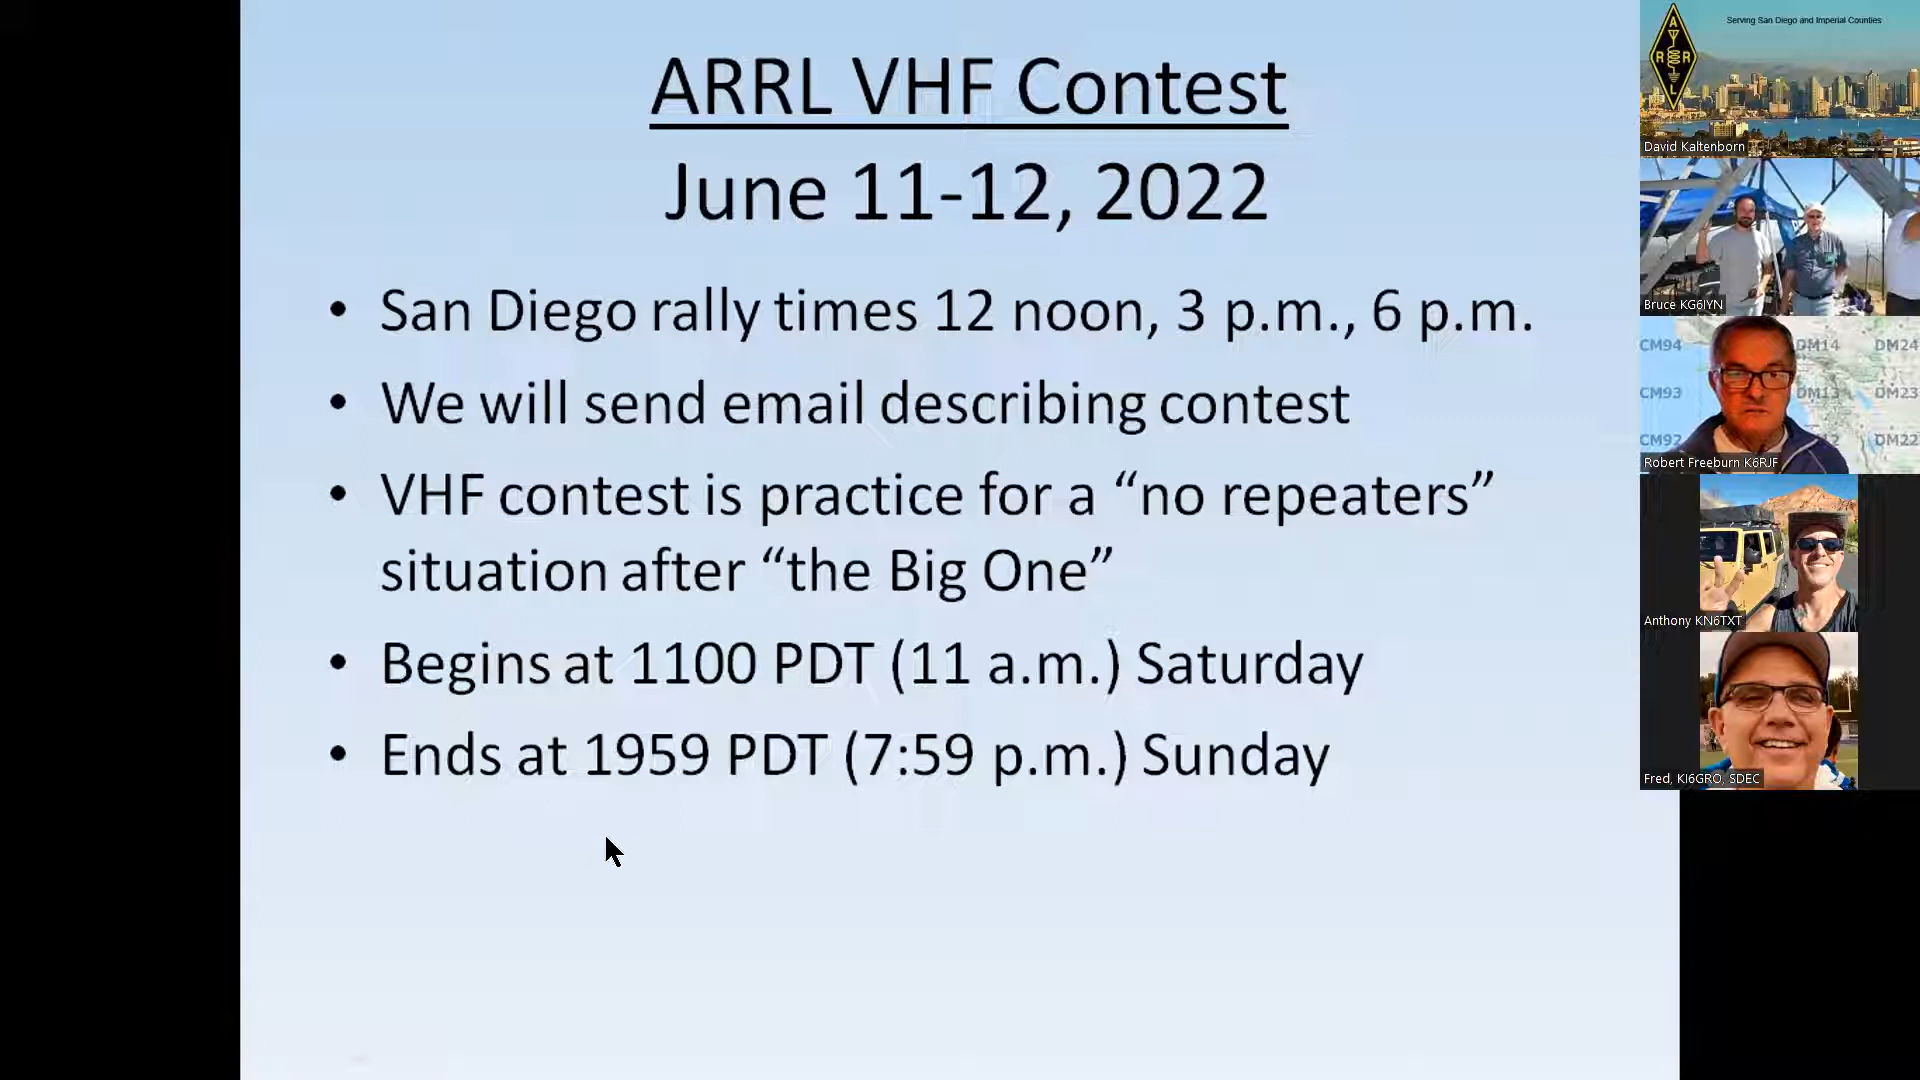 ARRL VHF Contest
June 11-12, 2022
• San Diego rally times 12 noon, 3 p.m., 6 p.m.
• We will send email describing contest
• VHF contest is practice for a “no repeaters”
situation after “the Big One”
• Begins at 1100 PDT (11 a.m.) Saturday
• Ends at 1959 PDT (7:59 p.m.) Sunday
Serving San Diego and Imperial Counties
A
R R
L
David Kaltenborn
Bruce KG6IYN
CM94 DM14 DM24
CM93 DM13 DM23
CM92 12 DM22
Robert Freeburn K6RJF
Anthony KN6TXT
Fred, KI6GRO, SDEC